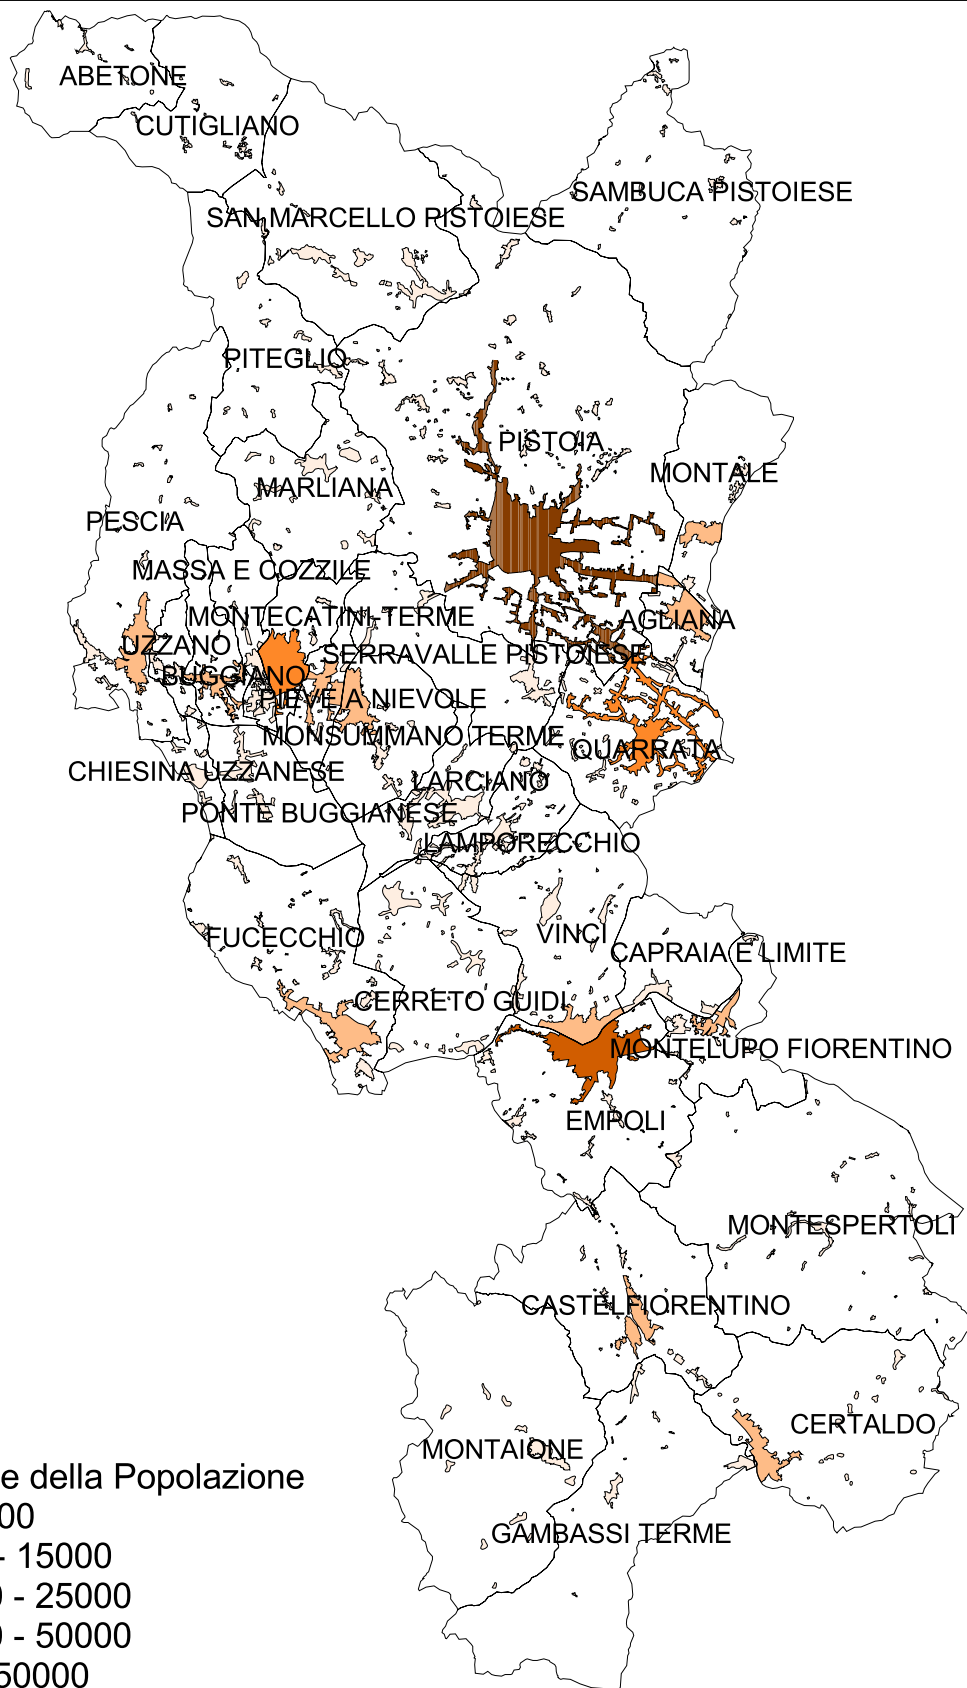 ABETONE
CUTIGLIANO
SAMBUCA PISTOIESE
SAN MARCELLO PISTOIESE
PITEGLIO
PISTOIA
MONTALE
MARLIANA
PESCIA
MASSA E COZZILE
MONTECATINI-TERME
AGLIANA
UZZANO
SERRAVALLE PISTOIESE
BUGGIANO
PIEVE A NIEVOLE
MONSUMMANO TERME
QUARRATA
CHIESINA UZZANESE
LARCIANO
PONTE BUGGIANESE
LAMPORECCHIO
FUCECCHIO
VINCI
CAPRAIA E LIMITE
CERRETO GUIDI
MONTELUPO FIORENTINO
EMPOLI
MONTESPERTOLI
CASTELFIORENTINO
CERTALDO
MONTAIONE
GAMBASSI TERME
e della Popolazione
00
- 15000
0 - 25000
0 - 50000
50000